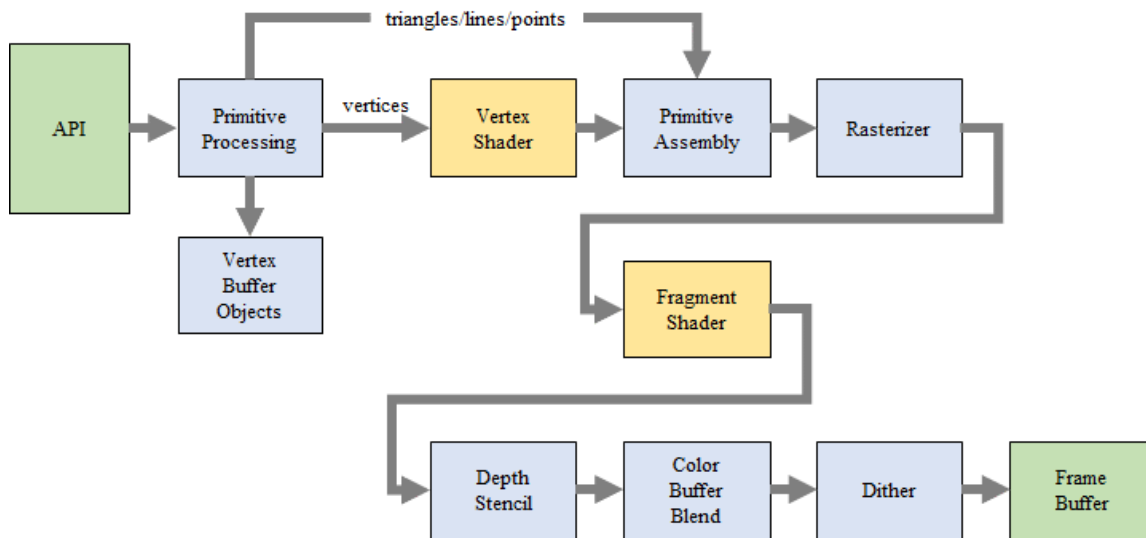 triangles/lines/points
API
Primitive
Processing
vertices
Vertex
Shader
Primitive
Assembly
Rasterizer
Vertex
Buffer
Objects
Fragment
Shader
Depth
Stencil
Color
Buffer
Blend
Dither
Frame
Buffer